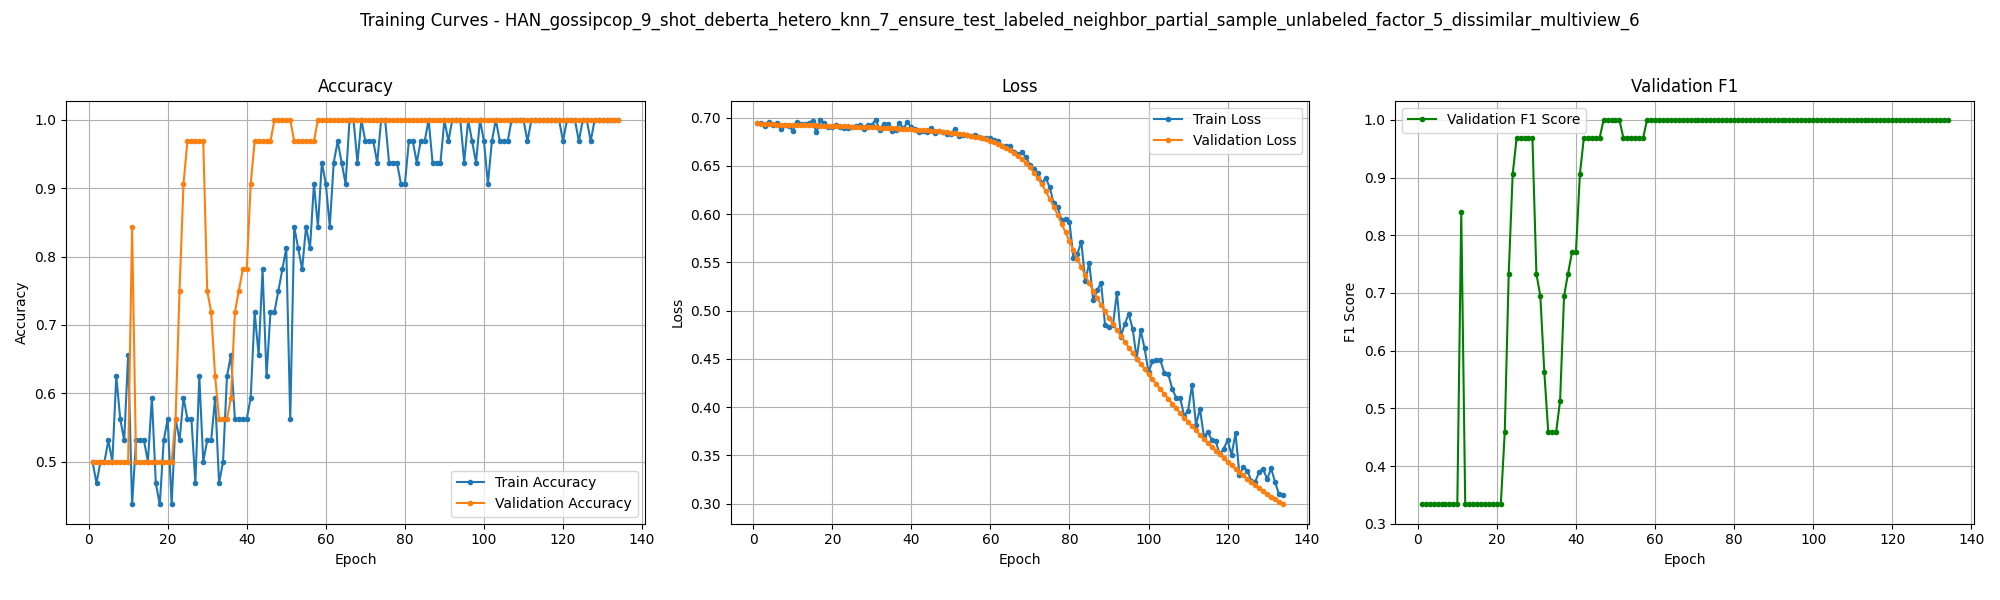 Training Curves - HAN_gossipcop_9_shot_deberta_hetero_knn_7_ensure_test_labeled_neighbor_partial_sample_unlabeled_factor_5_dissimilar_multiview_6
Accuracy
Accuracy
1.0
0.9
0.8
0.7
0.6
0.5
Train Accuracy
Validation Accuracy
0 20 40 60 80 100 120 140
Epoch
Loss
Loss
0.70
0.65
0.60
0.55
0.50
0.45
0.40
0.35
0.30
Train Loss
Validation Loss
0 20 40 60 80 100 120 140
Epoch
Validation F1
F1 Score
1.0
0.9
0.8
0.7
0.6
0.5
0.4
0.3
Validation F1 Score
0 20 40 60 80 100 120 140
Epoch